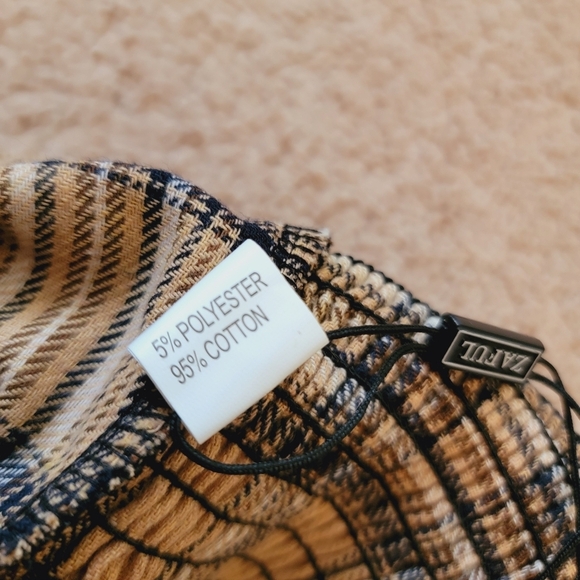 5% POLYESTER
95% COTTON
ZAFUL